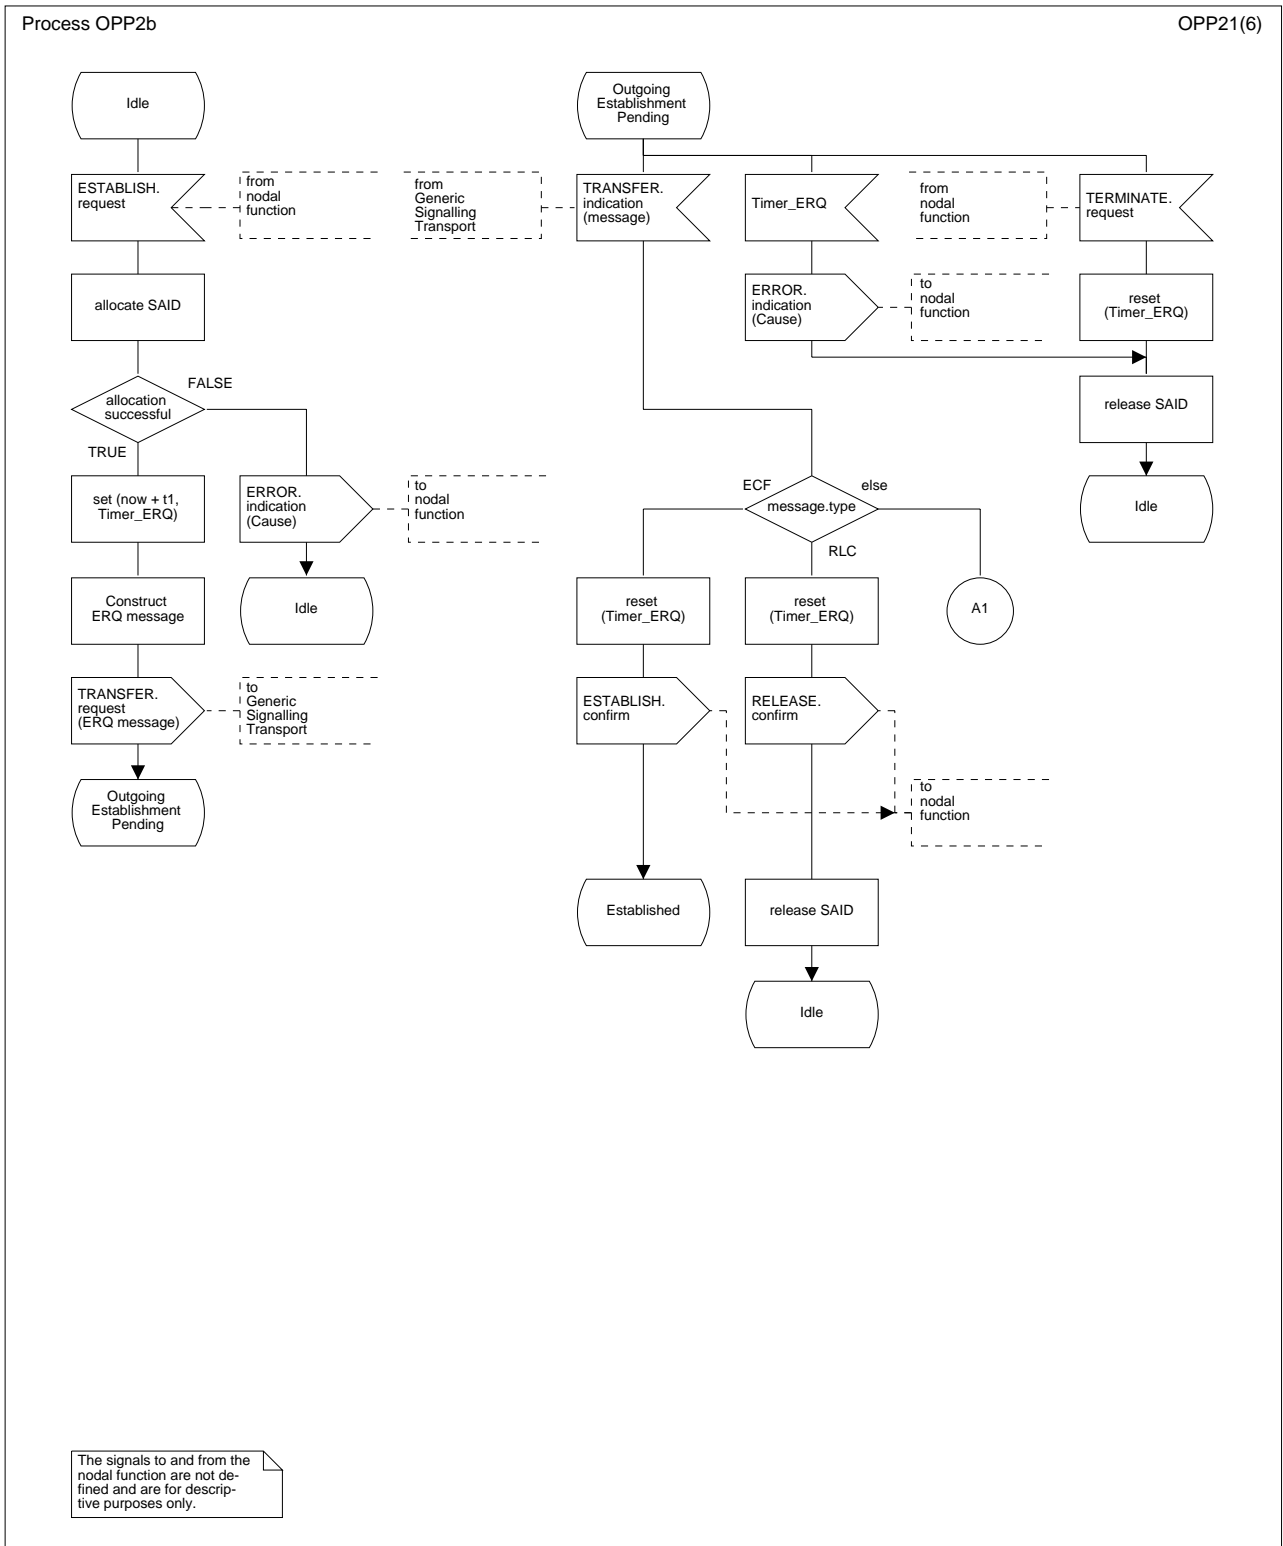 Process OPP2b
OPP21(6)
Idle
ESTABLISH.
request
from
nodal
function
allocate SAID
allocation
successful
FALSE
TRUE
set (now + t1,
Timer_ERQ)
ERROR.
indication
(Cause)
to
nodal
function
Construct
ERQ message
Idle
TRANSFER.
request
(ERQ message)
to
Generic
Signalling
Transport
Outgoing
Establishment
Pending
Outgoing
Establishment
Pending
from
Generic
Signalling
Transport
TRANSFER.
indication
(message)
Timer_ERQ
from
nodal
function
TERMINATE.
request
ERROR.
indication
(Cause)
to
nodal
function
reset
(Timer_ERQ)
release SAID
Idle
ECF
message.type
else
RLC
reset
(Timer_ERQ)
reset
(Timer_ERQ)
A1
ESTABLISH.
confirm
RELEASE.
confirm
to
nodal
function
Established
release SAID
Idle
The signals to and from the
nodal function are not de-
fined and are for descrip-
tive purposes only.